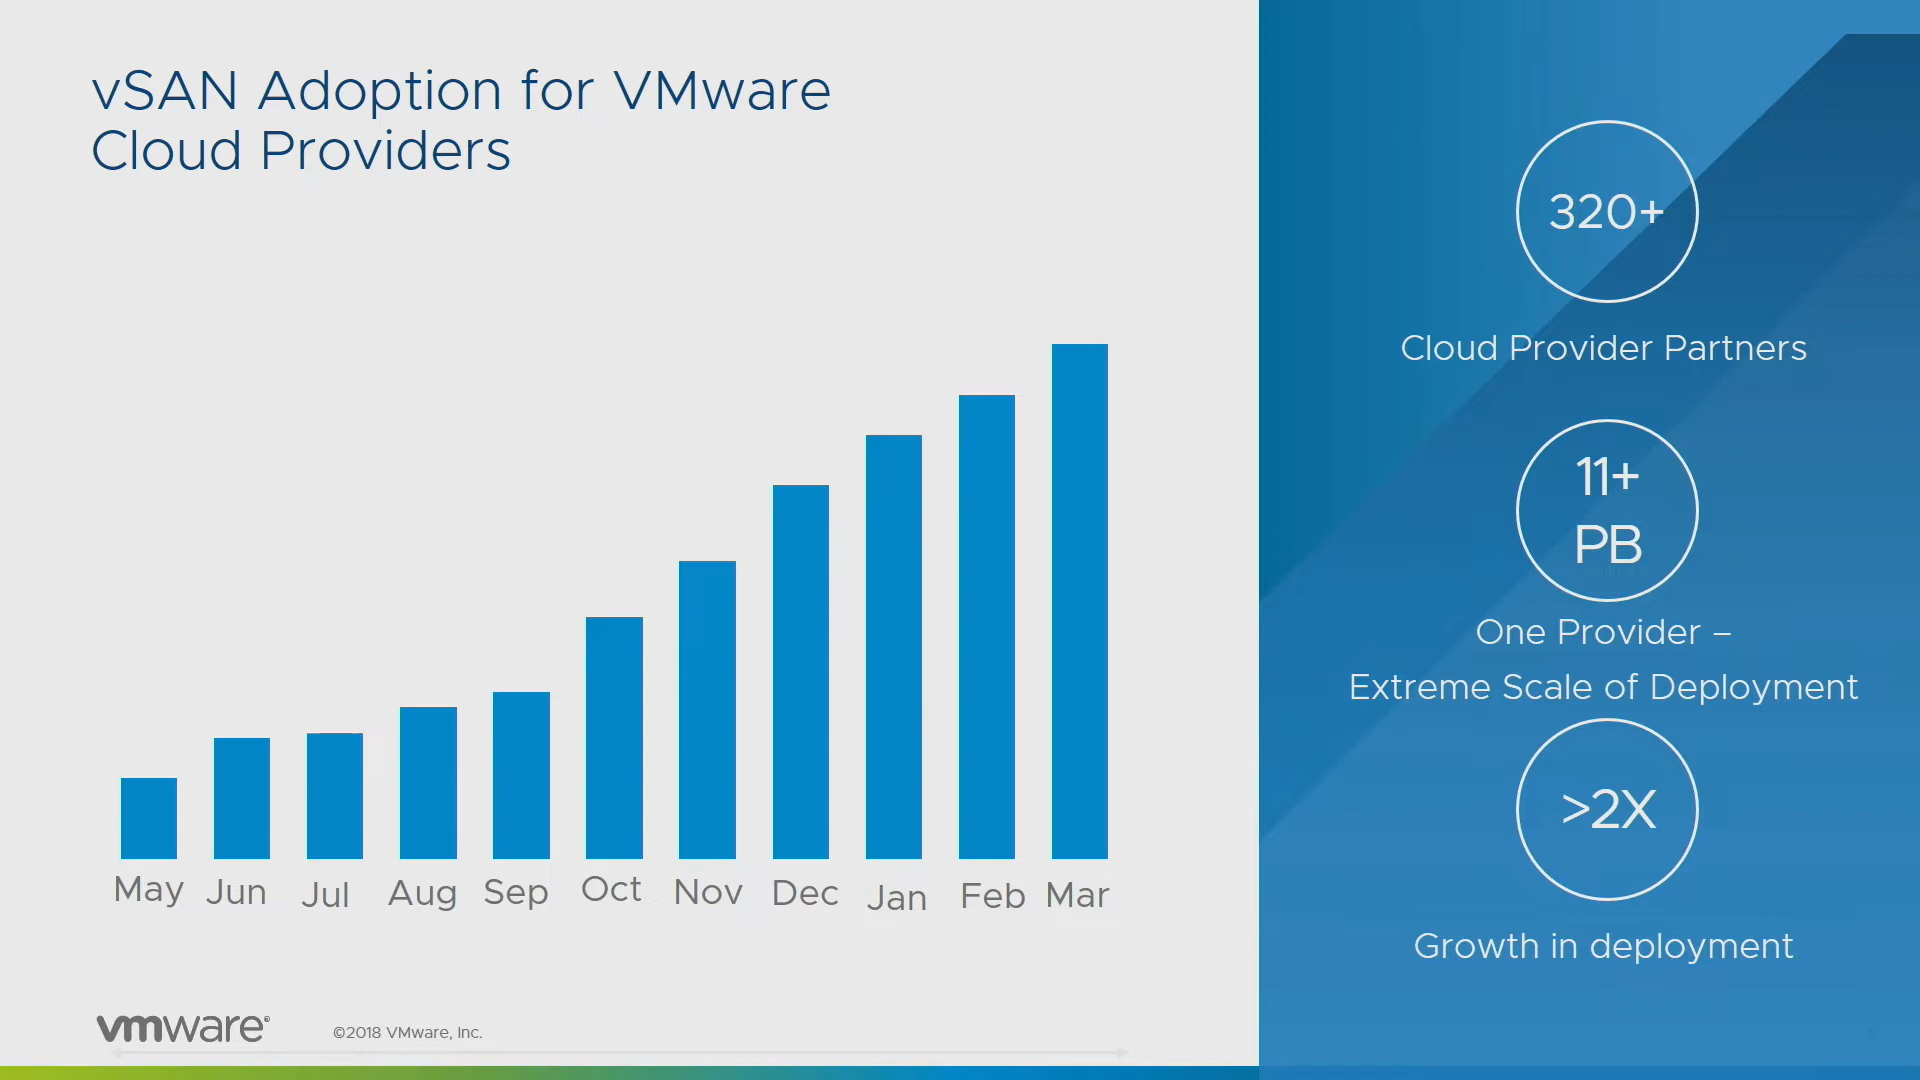 vSAN Adoption for VMware
Cloud Providers
May Jun Jul Aug Sep Oct Nov Dec Jan Feb Mar
vmware®
©2018 VMware, Inc.
320+
Cloud Provider Partners
11+
PB
One Provider –
Extreme Scale of Deployment
>2X
Growth in deployment